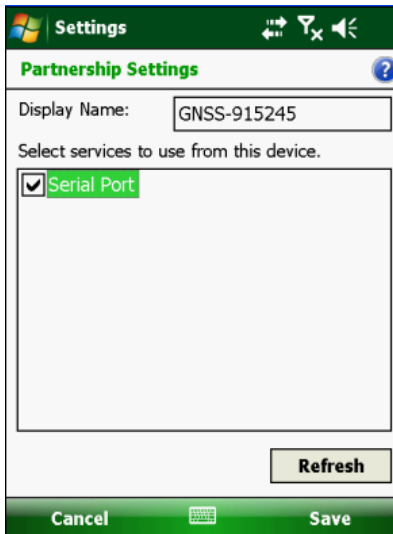 Settings
Partnership Settings
?
Display Name:
GNSS-915245
Select services to use from this device.
Serial Port
Refresh
Cancel
Save